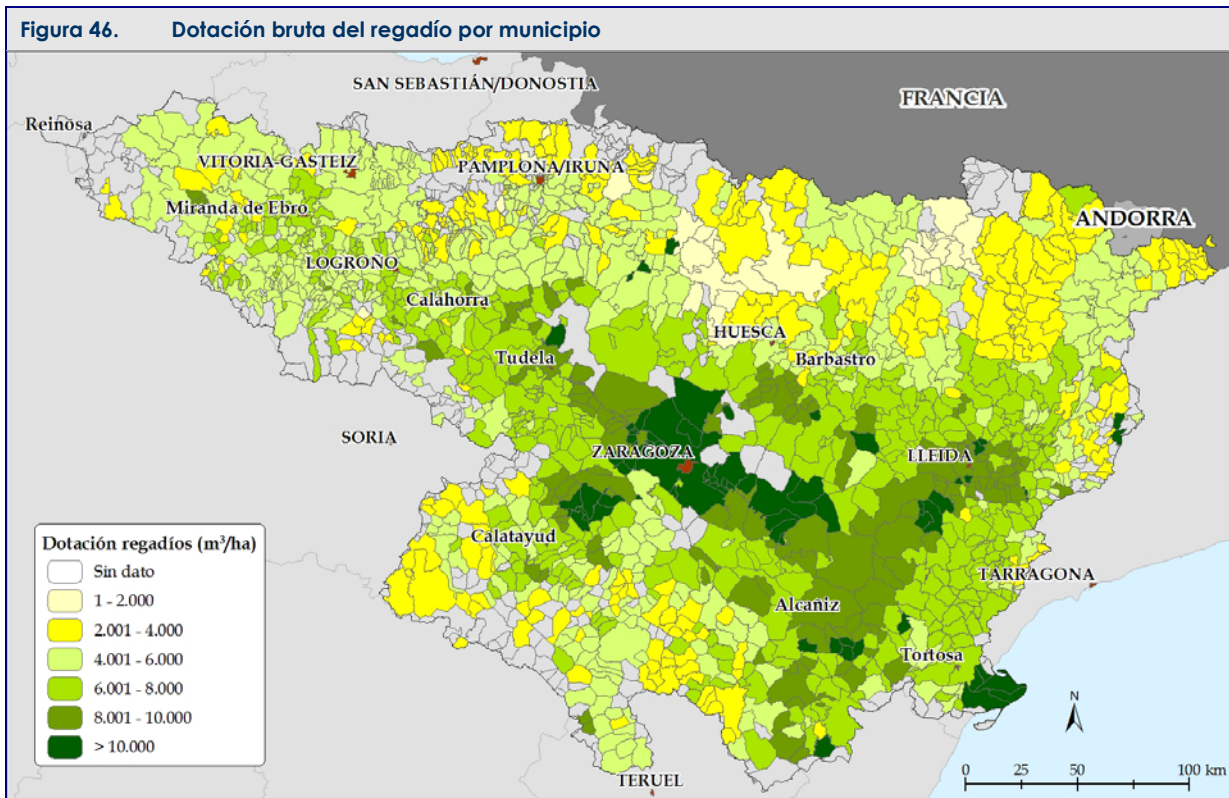 Figura 46. Dotación bruta del regadío por municipio
SAN SEBASTIÁN/DONOSTIA
FRANCIA
Reinosa
VITORIA-GASTEIZ
PAMPLONA/IRUNA
Miranda de Ebro
ANDORRA
LOGROÑO
Calahorra
HUESCA
Tudela
Barbastro
SORIA
ZARAGOZA
LLEIDA
Calatayud
TARRAGONA
Alcañiz
Tortosa
TERUEL
Dotación regadíos (m³/ha)
Sin dato
1 - 2.000
2.001 - 4.000
4.001 - 6.000
6.001 - 8.000
8.001 - 10.000
> 10.000
N
0 25 50 100 km